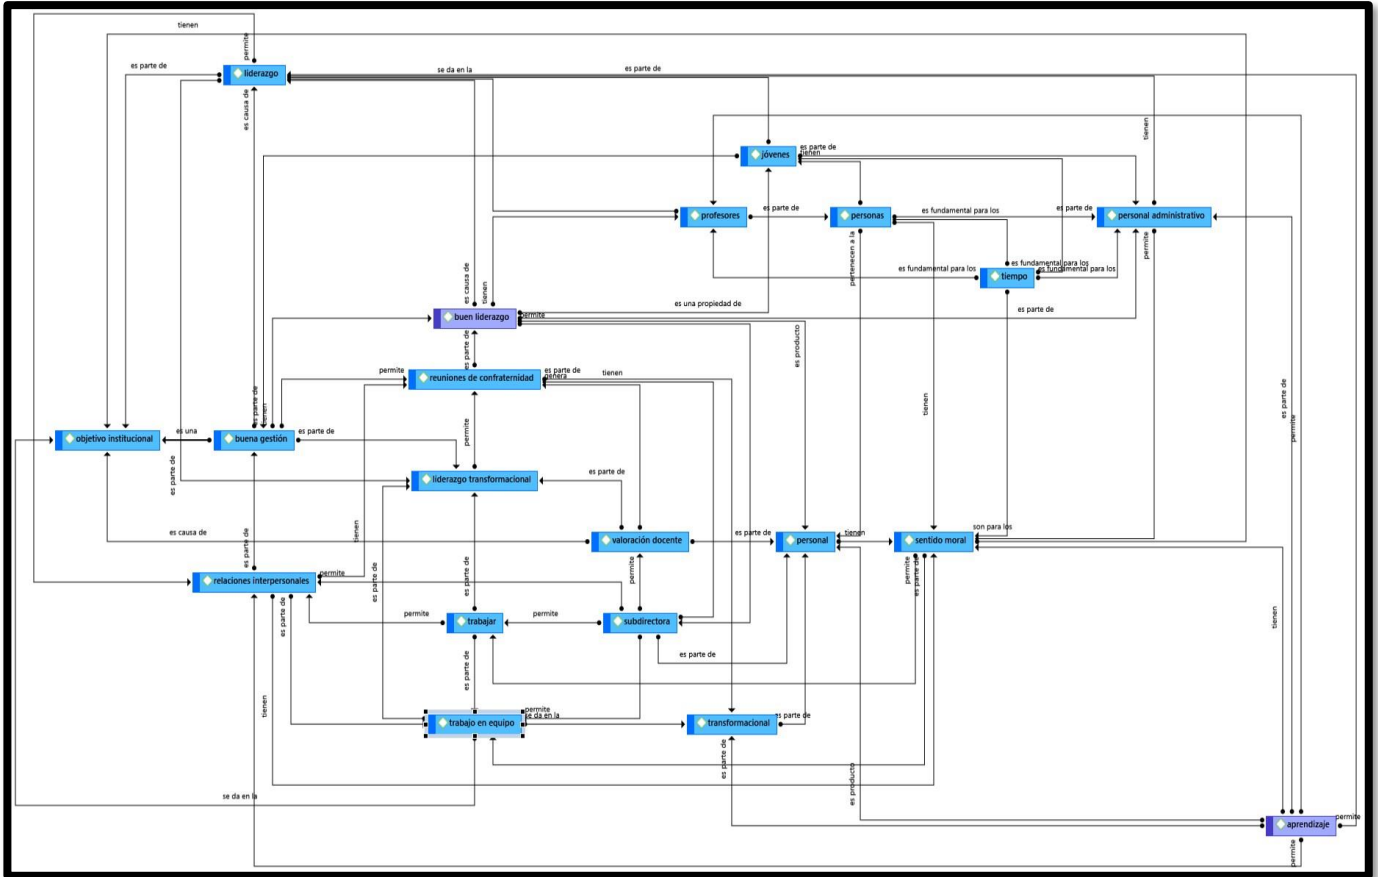 tienen
permite
es parte de
liderazgo
se da en la
es parte de
es causa de
tienen
jóvenes
es parte de
tienen
profesores
es parte de
personas
es fundamental para los
es parte de
personal administrativo
pertenecen a la
permite
es fundamental para los
es fundamental para los
es fundamental para los
tiempo
es causa de
tienen
es una propiedad de
es parte de
buen liderazgo
permite
es producto
es parte de
permite
reuniones de confraternidad
es parte de
genera
tienen
es parte de
tienen
tienen
es parte de
permite
objetivo institucional
es una
buena gestión
es parte de
permite
es parte de
liderazgo transformacional
es parte de
es causa de
tienen
valoración docente
es parte de
personal
tienen
sentido moral
son para los
es parte de
relaciones interpersonales
permite
es parte de
es parte de
permite
permite
es parte de
es parte de
permite
trabajar
permite
subdirectora
tienen
es parte de
es parte de
tienen
trabajo en equipo
permite
se da en la
transformacional
es parte de
es parte de
es producto
se da en la
aprendizaje
permite
permite